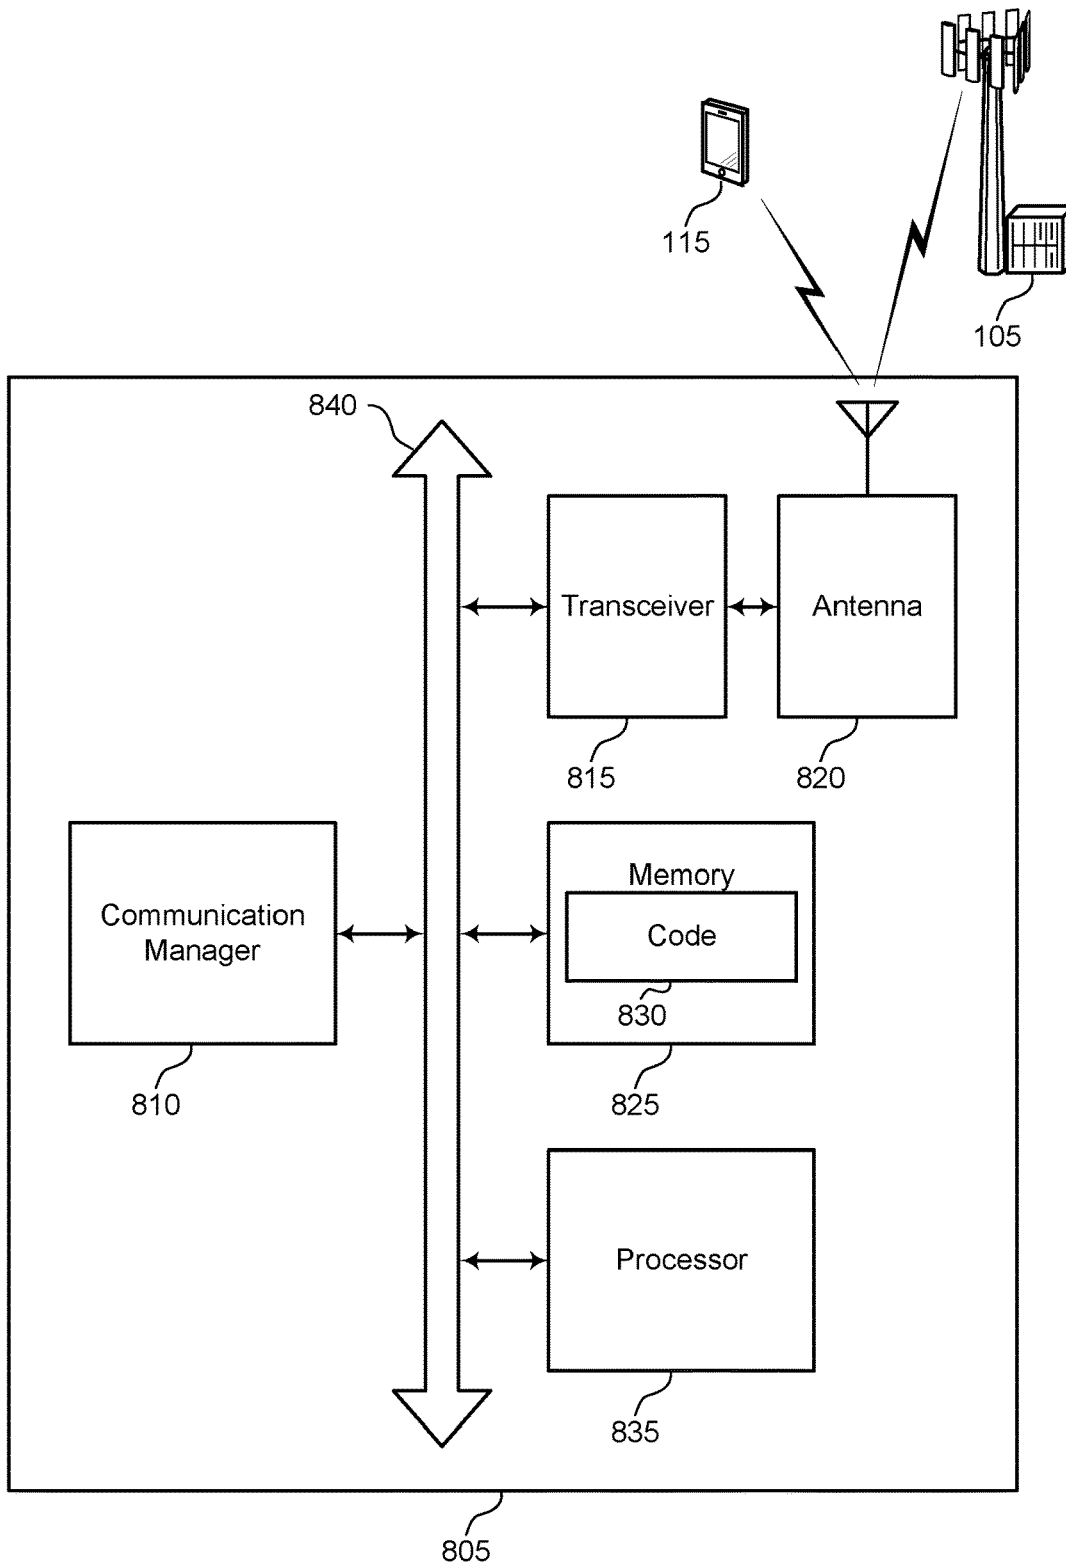 115
105
840
Transceiver
Antenna
815
820
Communication
Manager
Memory
Code
830
810
825
Processor
835
805